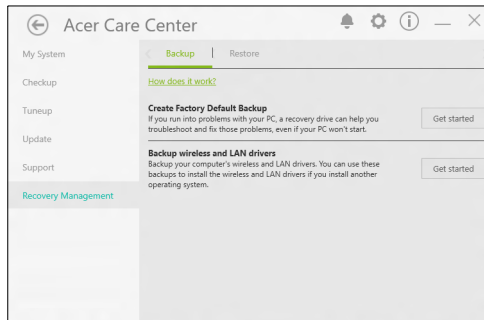 Acer Care Center
My System
Checkup
Tuneup
Update
Support
Recovery Management
Backup
Restore
How does it work?
Create Factory Default Backup
If you run into problems with your PC, a recovery drive can help you
troubleshoot and fix those problems, even if your PC won't start.
Get started
Backup wireless and LAN drivers
Backup your computer's wireless and LAN drivers. You can use these
backups to install the wireless and LAN drivers if you install another
operating system.
Get started